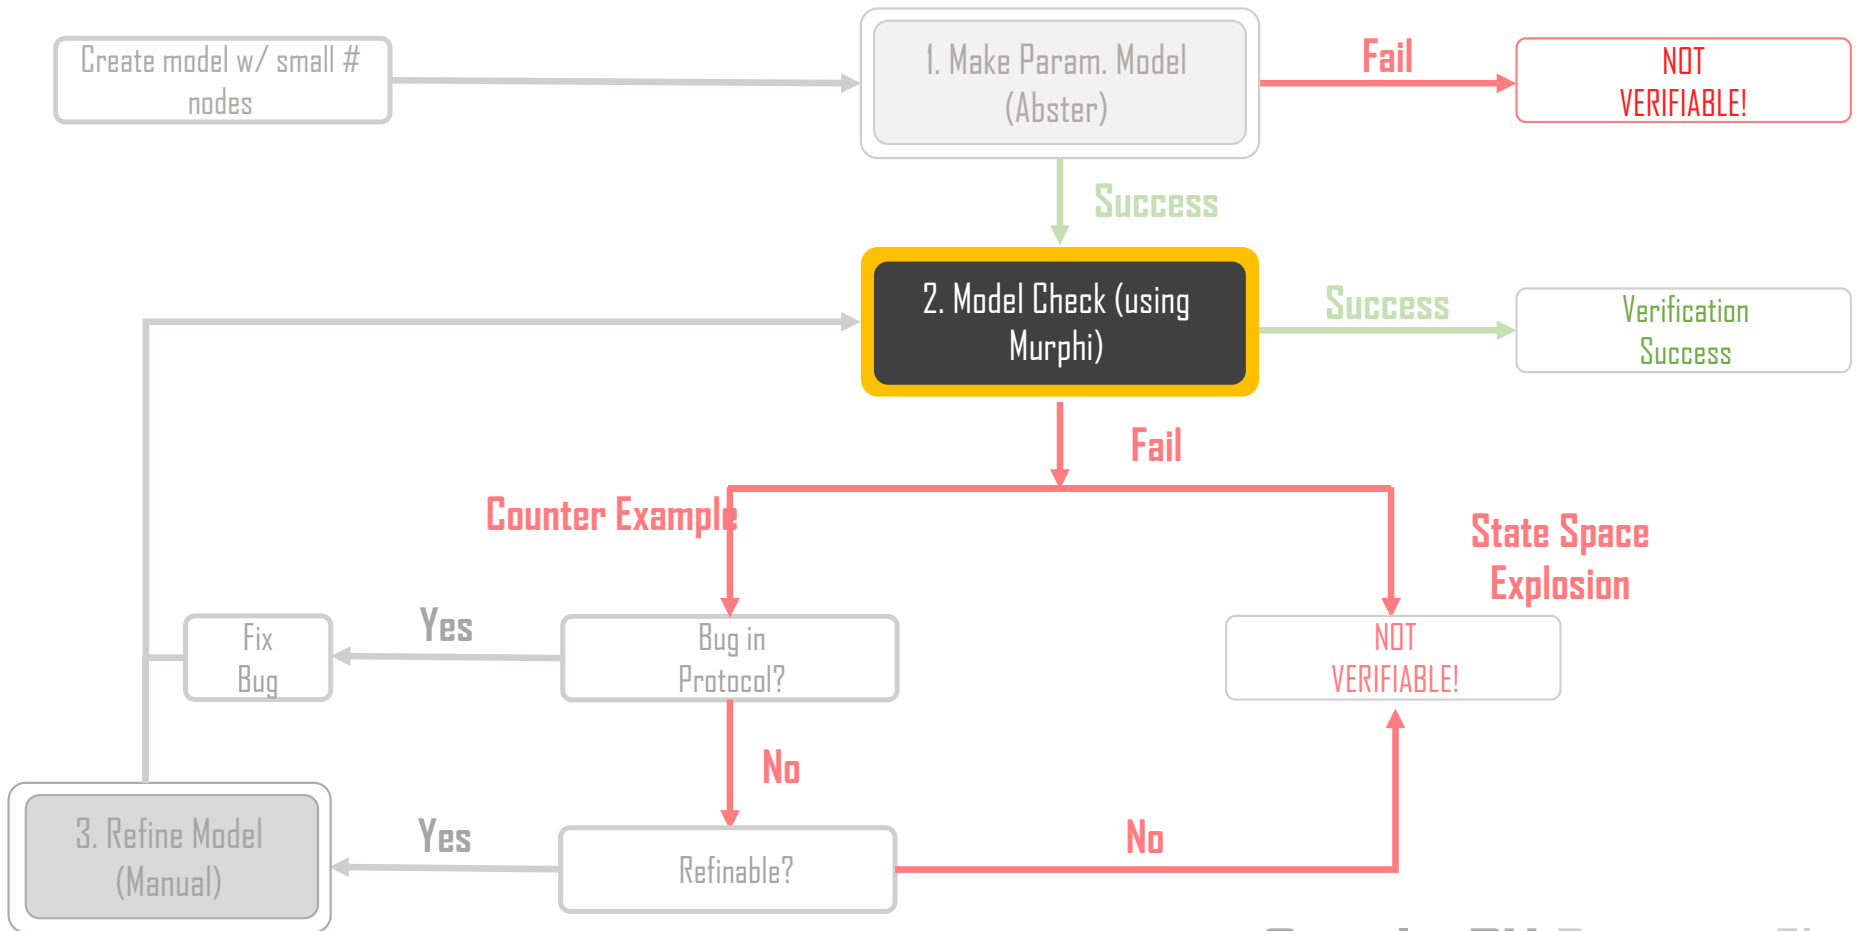 Create model w/ small #
nodes
1. Make Param. Model
(Abster)
Fail
NOT
VERIFIABLE!
Success
2. Model Check (using
Murphi)
Success
Verification
Success
Fail
Counter Example
State Space
Explosion
Fix
Bug
Yes
Bug in
Protocol?
NOT
VERIFIABLE!
No
3. Refine Model
(Manual)
Yes
Refinable?
No